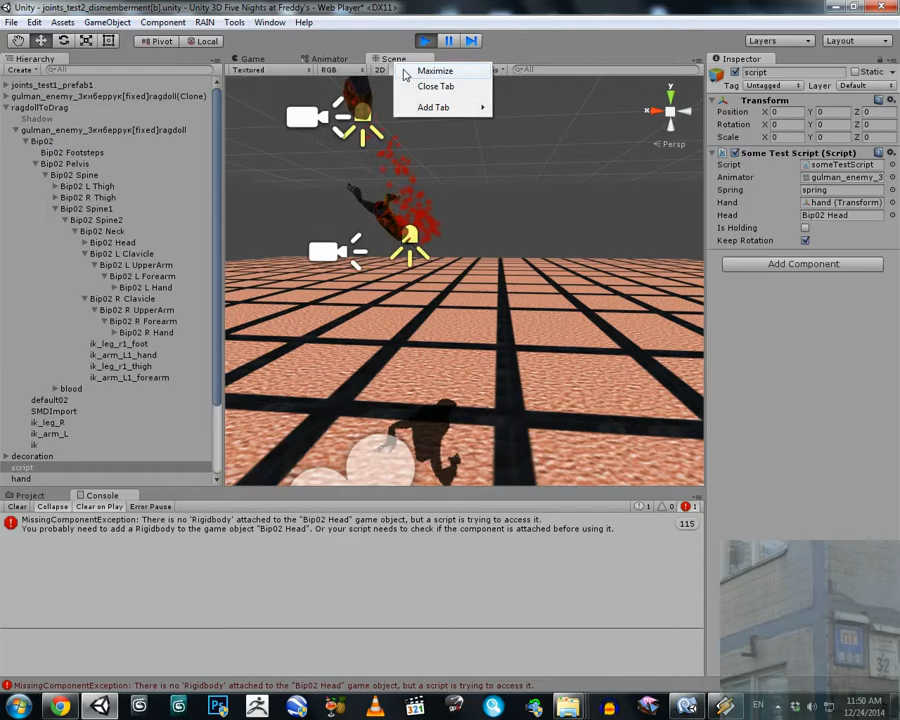 Unity - joints_test2_dismemberment[b].unity - Unity 3D Five Nights at Freddy's - Web Player* <DX11>
File Edit Assets GameObject Component RAIN Tools Window Help
Pivot Local Layers Layout
Hierarchy
Create All
joints_test1_prefab1
gulman_enemy_3книберрук[fixed]ragdoll(Clone)
ragdollToDrag
Shadow
gulman_enemy_3книберрук[fixed]ragdoll
Bip02
Bip02 Footsteps
Bip02 Pelvis
Bip02 Spine
Bip02 L Thigh
Bip02 R Thigh
Bip02 Spine1
Bip02 Spine2
Bip02 Neck
Bip02 Head
Bip02 L Clavicle
Bip02 L UpperArm
Bip02 L Forearm
Bip02 L Hand
Bip02 R Clavicle
Bip02 R UpperArm
Bip02 R Forearm
Bip02 R Hand
ik_leg_r1_foot
ik_arm_L1_hand
ik_leg_r1_thigh
ik_arm_L1_forearm
blood
default02
SMDImport
ik_leg_R
ik_arm_L
ik
decoration
script
hand
Game Animator Scene
Textured RGB 2D All
Maximize
Close Tab
Add Tab
y
x
Persp
Inspector
script Static
Tag Untagged Layer Default
Transform
Position X 0 Y 0 Z 0
Rotation X 0 Y 0 Z 0
Scale X 1 Y 1 Z 1
Some Test Script (Script)
Script someTestScript
Animator gulman_enemy_3
Spring spring
Hand hand (Transform)
Head Bip02 Head
Is Holding
Keep Rotation
Add Component
Project Console
Clear Collapse Clear on Play Error Pause 1 0 1
MissingComponentException: There is no 'Rigidbody' attached to the "Bip02 Head" game object, but a script is trying to access it.
You probably need to add a Rigidbody to the game object "Bip02 Head". Or your script needs to check if the component is attached before using it.
115
MissingComponentException: There is no 'Rigidbody' attached to the "Bip02 Head" game object, but a script is trying to access it.
32
321
EN
11:50 AM
12/24/2014